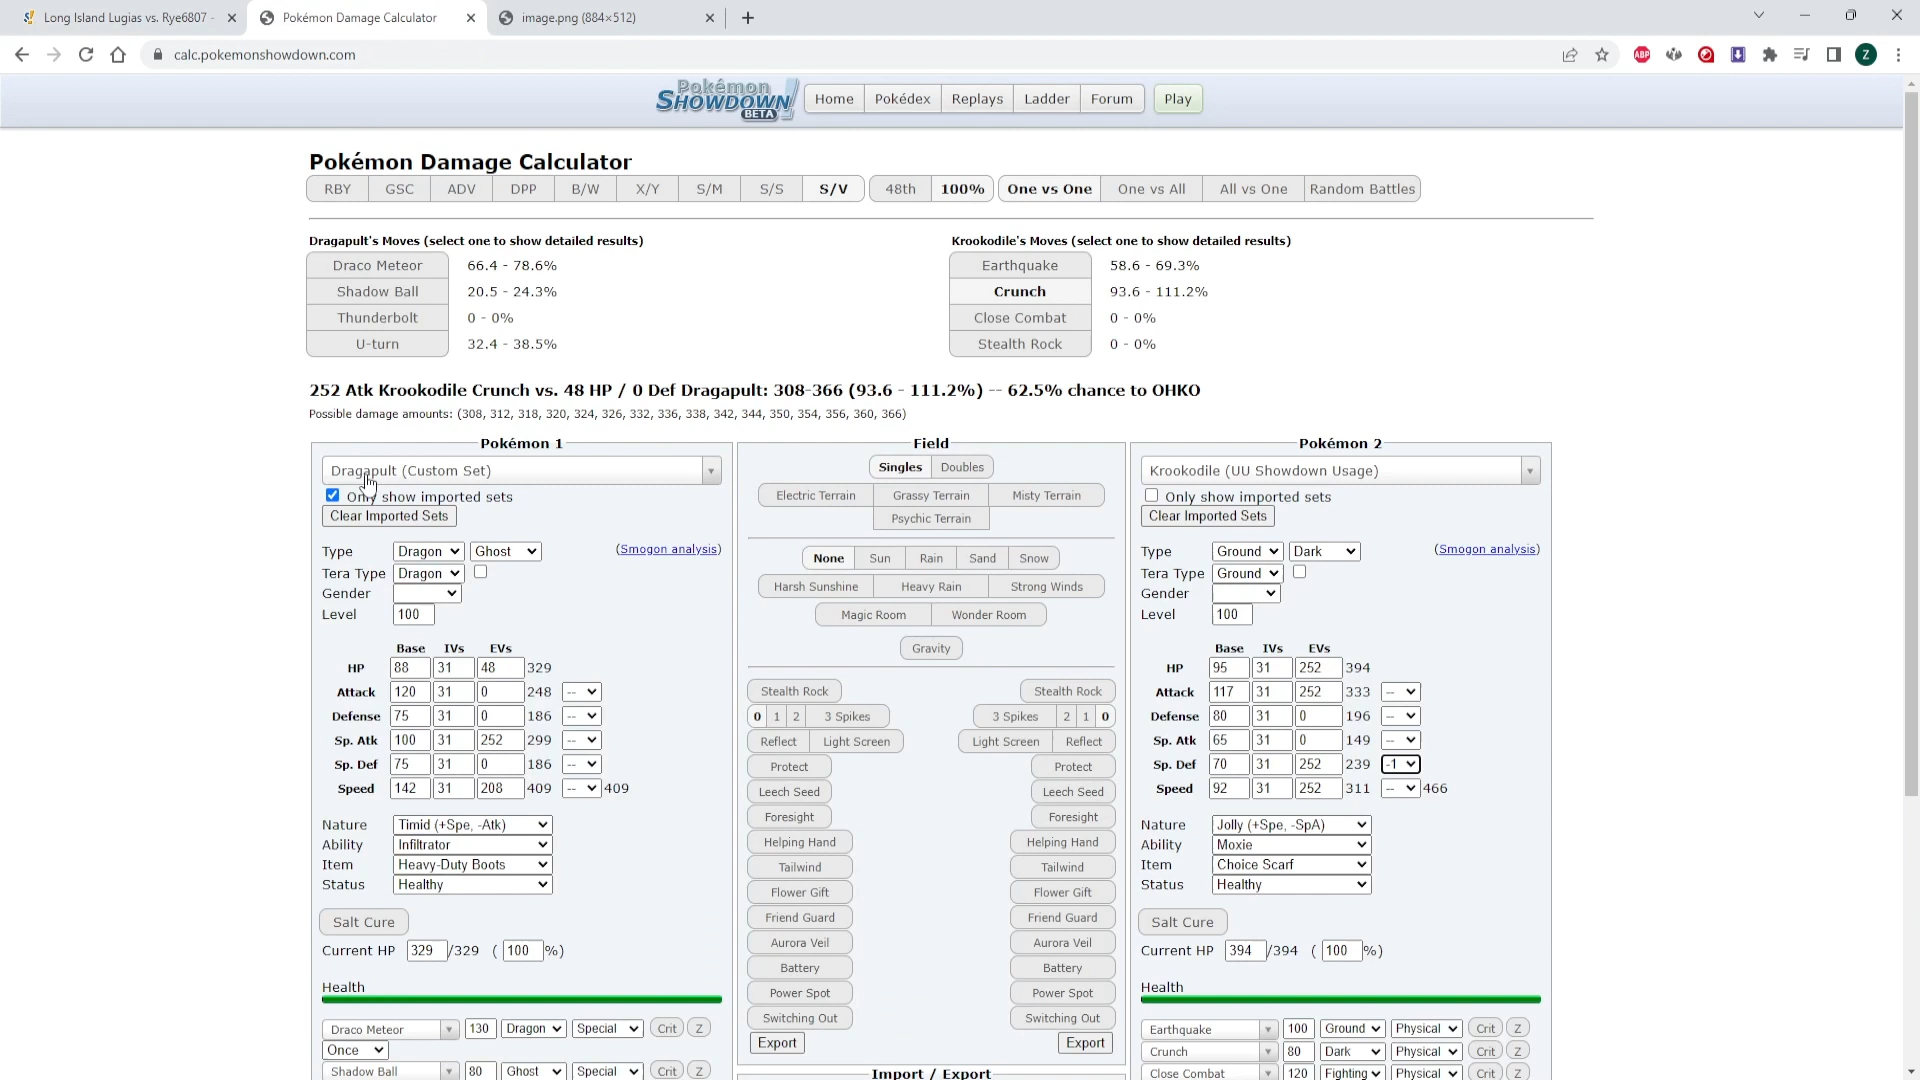 Long Island Lugias vs. Rye6807 -
Pokémon Damage Calculator
image.png (884×512)
calc.pokemonshowdown.com
ABP
Z
Pokémon SHOWDOWN! BETA
Home Pokédex Replays Ladder Forum Play
Pokémon Damage Calculator
RBY GSC ADV DPP B/W X/Y S/M S/S S/V 48th 100% One vs One One vs All All vs One Random Battles
Dragapult's Moves (select one to show detailed results)
Draco Meteor 66.4 - 78.6%
Shadow Ball 20.5 - 24.3%
Thunderbolt 0 - 0%
U-turn 32.4 - 38.5%
Krookodile's Moves (select one to show detailed results)
Earthquake 58.6 - 69.3%
Crunch 93.6 - 111.2%
Close Combat 0 - 0%
Stealth Rock 0 - 0%
252 Atk Krookodile Crunch vs. 48 HP / 0 Def Dragapult: 308-366 (93.6 - 111.2%) -- 62.5% chance to OHKO
Possible damage amounts: (308, 312, 318, 320, 324, 326, 332, 336, 338, 342, 344, 350, 354, 356, 360, 366)
Pokémon 1
Dragapult (Custom Set)
Only show imported sets
Clear Imported Sets
Type Dragon Ghost (Smogon analysis)
Tera Type Dragon
Gender
Level 100
Base IVs EVs
HP 88 31 48 329
Attack 120 31 0 248 --
Defense 75 31 0 186 --
Sp. Atk 100 31 252 299 --
Sp. Def 75 31 0 186 --
Speed 142 31 208 409 -- 409
Nature Timid (+Spe, -Atk)
Ability Infiltrator
Item Heavy-Duty Boots
Status Healthy
Salt Cure
Current HP 329 /329 ( 100 %)
Health
Draco Meteor 130 Dragon Special Crit Z
Once
Shadow Ball 80 Ghost Special Crit Z
Field
Singles Doubles
Electric Terrain Grassy Terrain Misty Terrain
Psychic Terrain
None Sun Rain Sand Snow
Harsh Sunshine Heavy Rain Strong Winds
Magic Room Wonder Room
Gravity
Stealth Rock Stealth Rock
0 1 2 3 Spikes 3 Spikes 2 1 0
Reflect Light Screen Light Screen Reflect
Protect Protect
Leech Seed Leech Seed
Foresight Foresight
Helping Hand Helping Hand
Tailwind Tailwind
Flower Gift Flower Gift
Friend Guard Friend Guard
Aurora Veil Aurora Veil
Battery Battery
Power Spot Power Spot
Switching Out Switching Out
Export Export
Import / Export
Pokémon 2
Krookodile (UU Showdown Usage)
Only show imported sets
Clear Imported Sets
Type Ground Dark (Smogon analysis)
Tera Type Ground
Gender
Level 100
Base IVs EVs
HP 95 31 252 394
Attack 117 31 252 333 --
Defense 80 31 0 196 --
Sp. Atk 65 31 0 149 --
Sp. Def 70 31 252 239 -1
Speed 92 31 252 311 -- 466
Nature Jolly (+Spe, -SpA)
Ability Moxie
Item Choice Scarf
Status Healthy
Salt Cure
Current HP 394 /394 ( 100 %)
Health
Earthquake 100 Ground Physical Crit Z
Crunch 80 Dark Physical Crit Z
Close Combat 120 Fighting Physical Crit Z